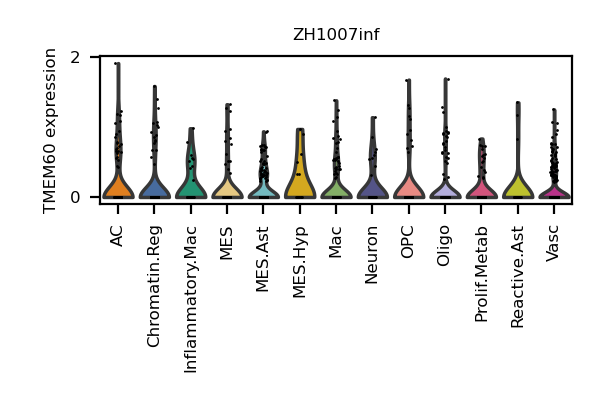 ZH1007inf
TMEM60 expression
2
0
AC
Chromatin.Reg
Inflammatory.Mac
MES
MES.Ast
MES.Hyp
Mac
Neuron
OPC
Oligo
Prolif.Metab
Reactive.Ast
Vasc